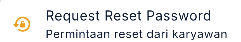 Request Reset Password
Permintaan reset dari karyawan